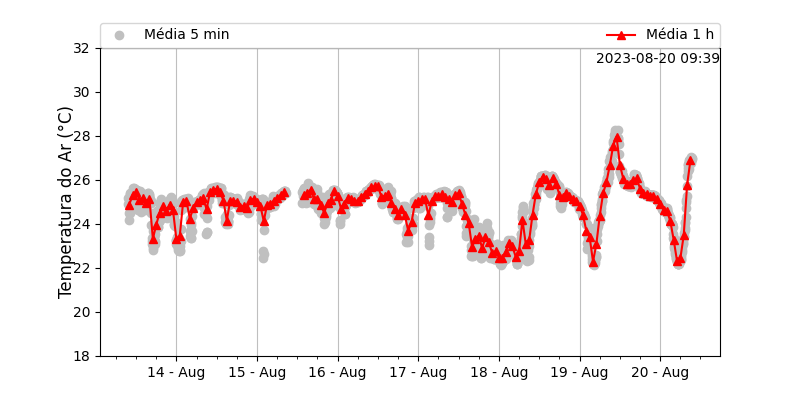 Média 5 min
Média 1 h
2023-08-20 09:39
Temperatura do Ar (°C)
32
30
28
26
24
22
20
18
14 - Aug
15 - Aug
16 - Aug
17 - Aug
18 - Aug
19 - Aug
20 - Aug